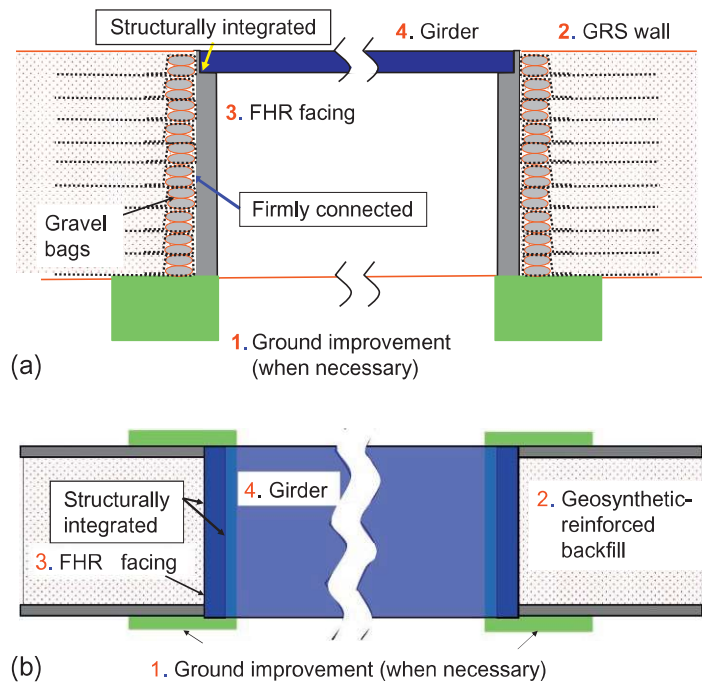 Structurally integrated
4. Girder
2. GRS wall
3. FHR facing
Firmly connected
Gravel
bags
1. Ground improvement
(when necessary)
(a)
Structurally
integrated
4. Girder
2. Geosynthetic-
reinforced
backfill
3. FHR facing
(b)
1. Ground improvement (when necessary)